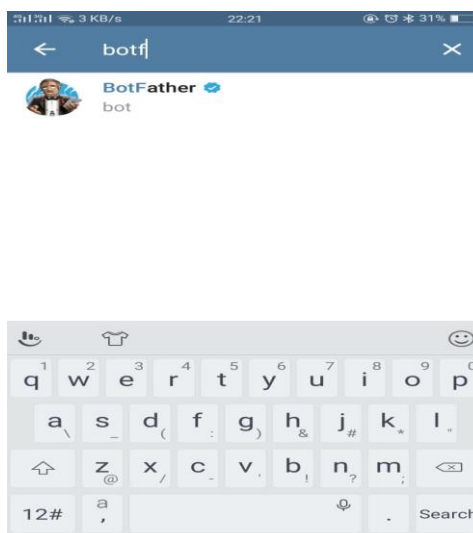 3 KB/s 22:21 31%
botf
BotFather
bot
1 2 3 4 5 6 7 8 9 0
q w e r t y u i o p
a s d f g h j k l
\ _ ( : ) & # * "
z x c v b n m
@ / - ' ! ? ;
12# a , . Search